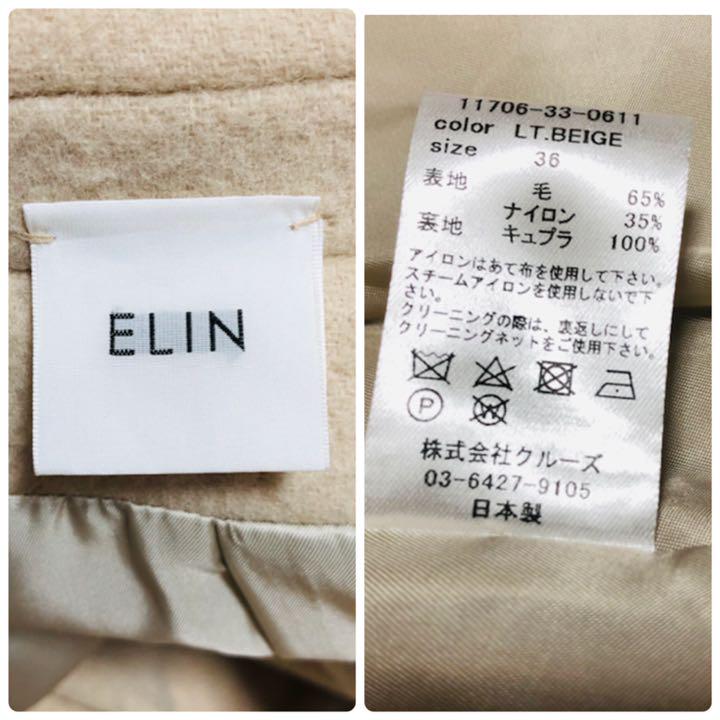 ELIN
11706-33-0611
color LT.BEIGE
size 36
表地 毛 65%
ナイロン 35%
裏地 キュプラ 100%
アイロンはあて布を使用して下さい。
スチームアイロンを使用しないで下
さい。
クリーニングの際は、裏返しにして
クリーニングネットをご使用下さい。
P W
株式会社クルーズ
03-6427-9105
日本製